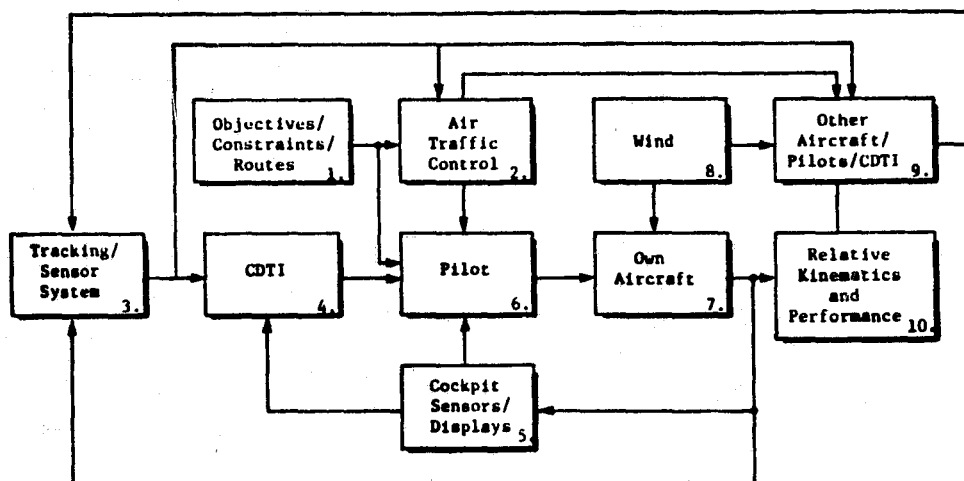 Objectives/
Constraints/
Routes
1.
Air
Traffic
Control
2.
Wind
8.
Other
Aircraft/
Pilots/CDTI
9.
Tracking/
Sensor
System
3.
CDTI
4.
Pilot
6.
Own
Aircraft
7.
Relative
Kinematics
and
Performance
10.
Cockpit
Sensors/
Displays
5.